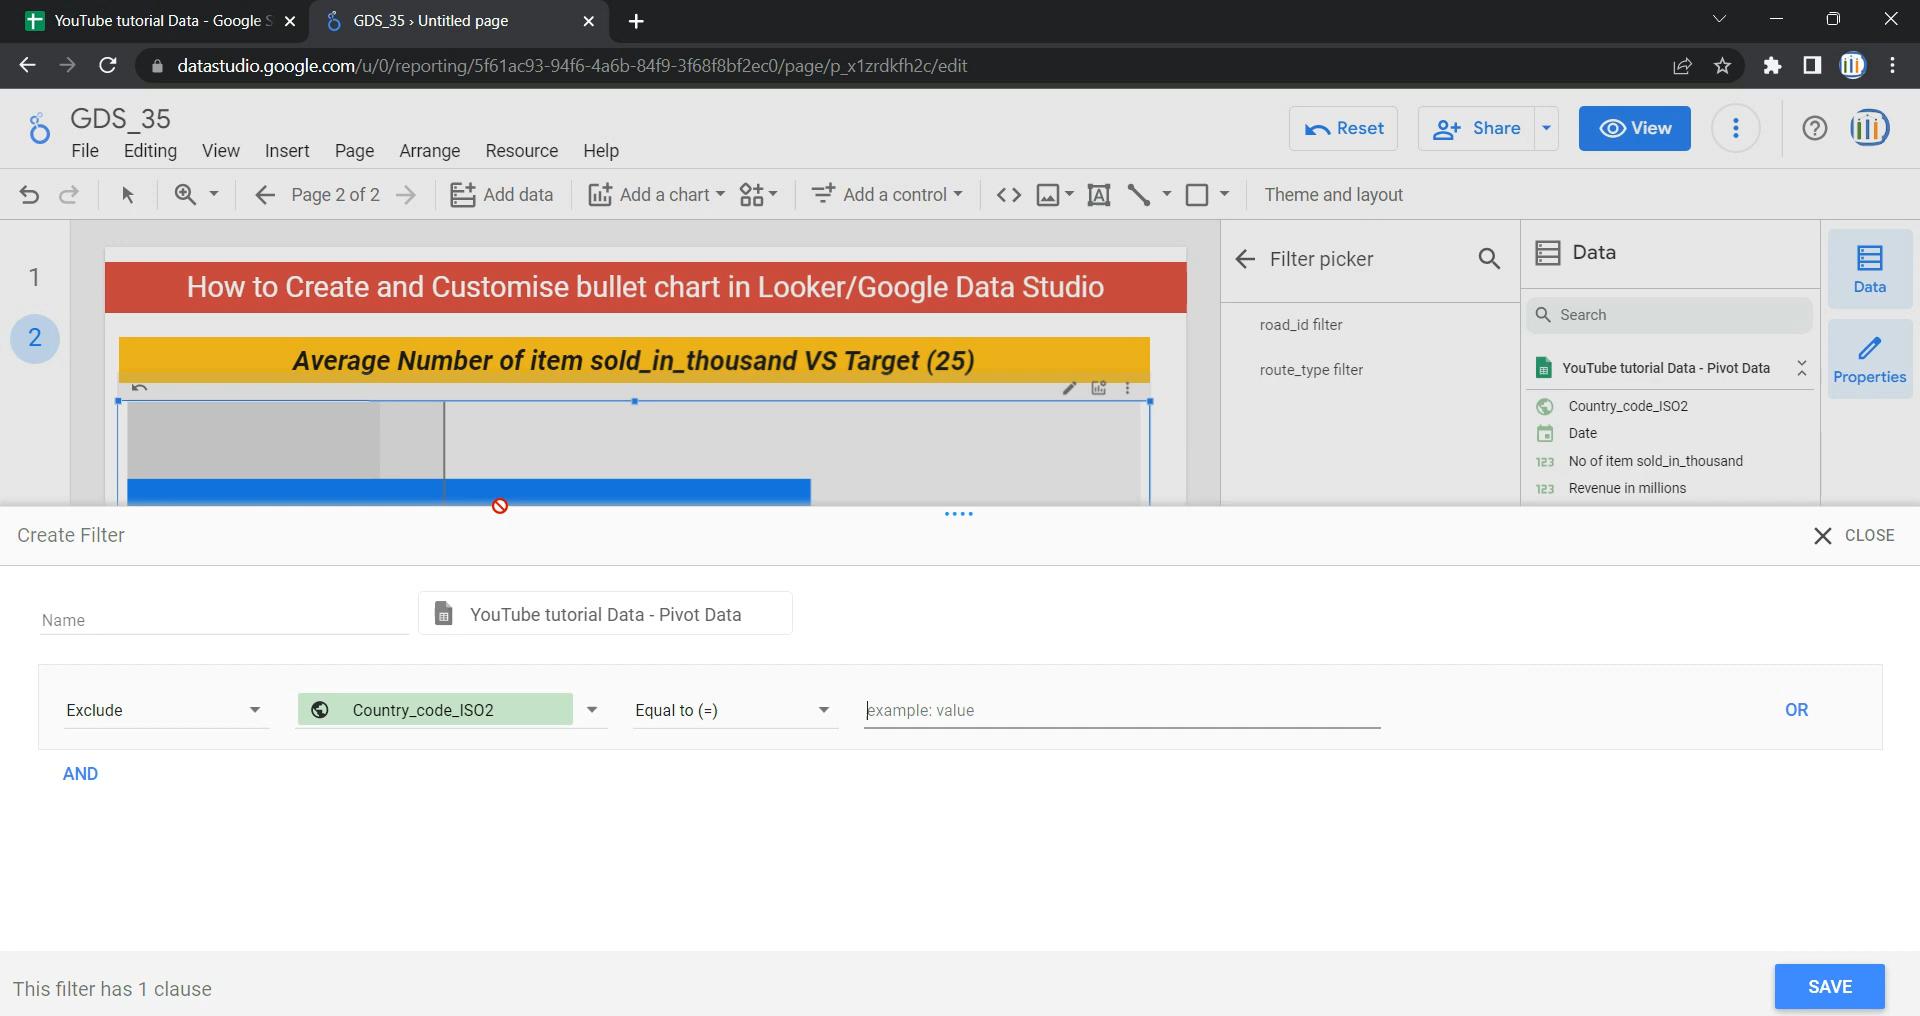 YouTube tutorial Data - Google S
GDS_35 › Untitled page
datastudio.google.com/u/0/reporting/5f61ac93-94f6-4a6b-84f9-3f68f8bf2ec0/page/p_x1zrdkfh2c/edit
GDS_35
Reset
Share
View
File Editing View Insert Page Arrange Resource Help
Page 2 of 2
Add data
Add a chart
Add a control
Theme and layout
1
2
How to Create and Customise bullet chart in Looker/Google Data Studio
Average Number of item sold_in_thousand VS Target (25)
Filter picker
road_id filter
route_type filter
Data
Search
YouTube tutorial Data - Pivot Data
Country_code_ISO2
Date
123 No of item sold_in_thousand
123 Revenue in millions
Data
Properties
Create Filter
CLOSE
Name
YouTube tutorial Data - Pivot Data
Exclude
Country_code_ISO2
Equal to (=)
example: value
OR
AND
This filter has 1 clause
SAVE